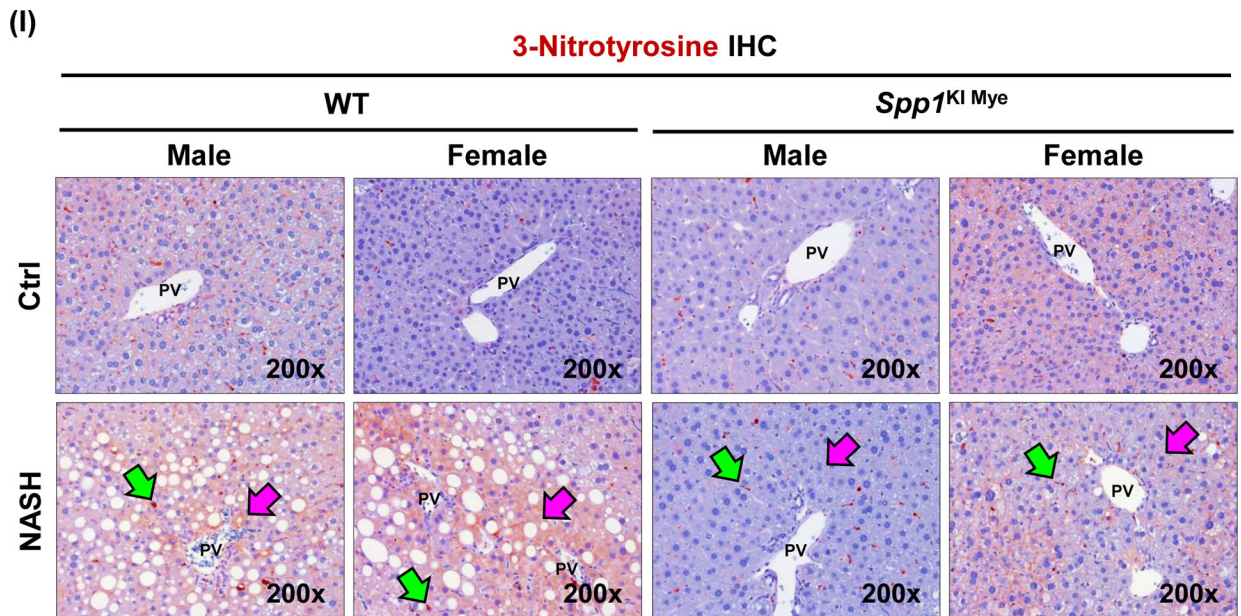 (I)
3-Nitrotyrosine IHC
WT
Spp1KI Mye
Male
Female
Male
Female
Ctrl
PV
200x
PV
200x
PV
200x
PV
200x
NASH
PV
200x
PV
PV
200x
PV
200x
PV
200x